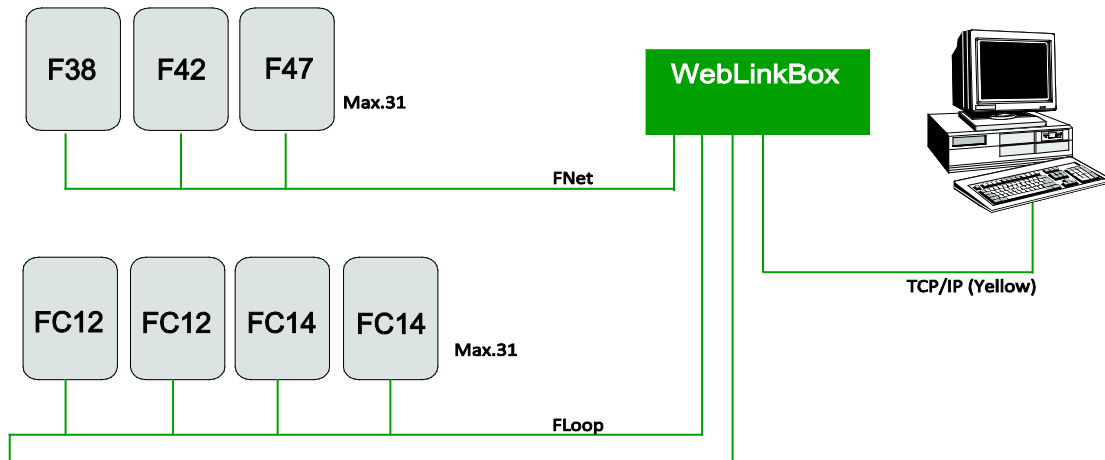 F38
F42
F47
Max.31
WebLinkBox
FNet
TCP/IP (Yellow)
FC12
FC12
FC14
FC14
Max.31
FLoop